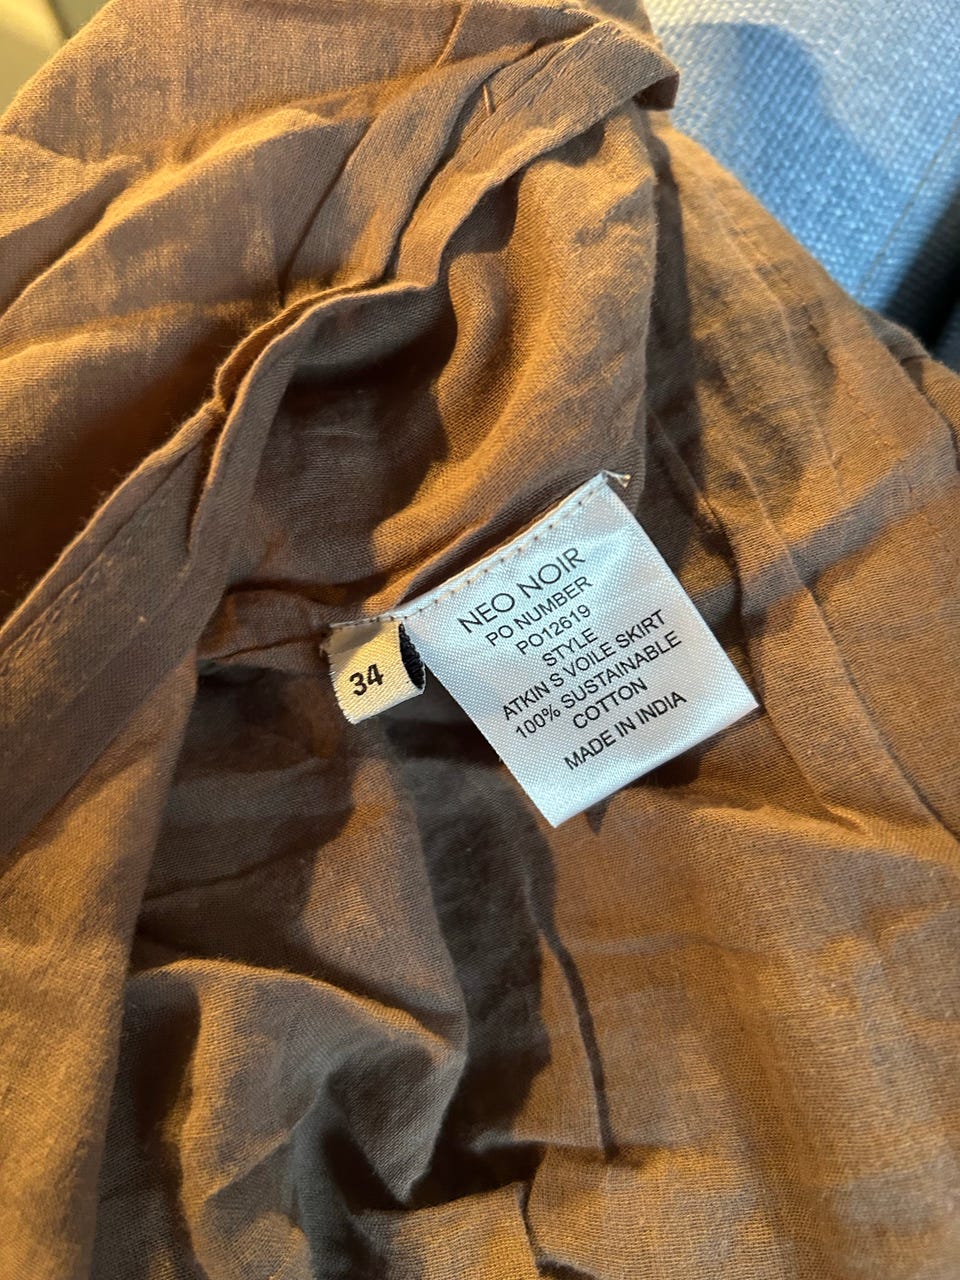 NEO NOIR
PO NUMBER
PO12619
STYLE
ATKIN S VOILE SKIRT
100% SUSTAINABLE
COTTON
MADE IN INDIA
34